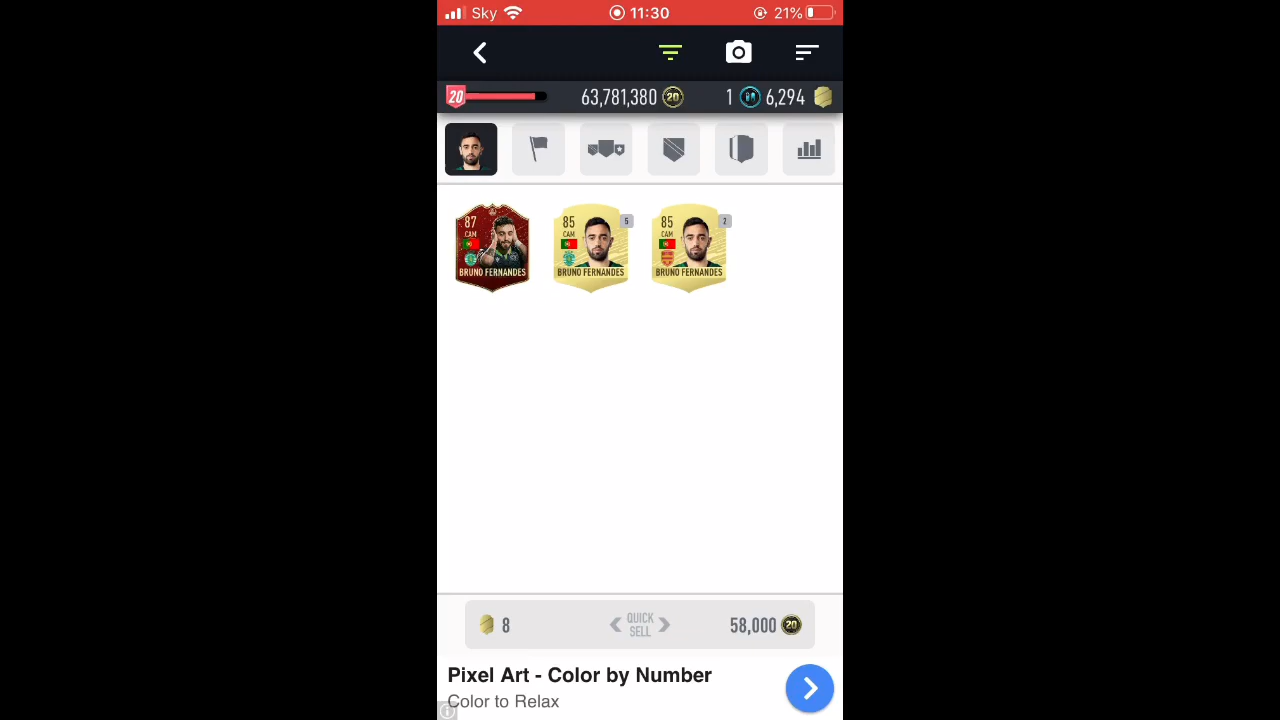 Sky 11:30 21%
20 63,781,380 20 1 6,294
87 CAM BRUNO FERNANDES
85 CAM BRUNO FERNANDES 5
85 CAM BRUNO FERNANDES 2
8 QUICK SELL 58,000 20
Pixel Art - Color by Number
Color to Relax